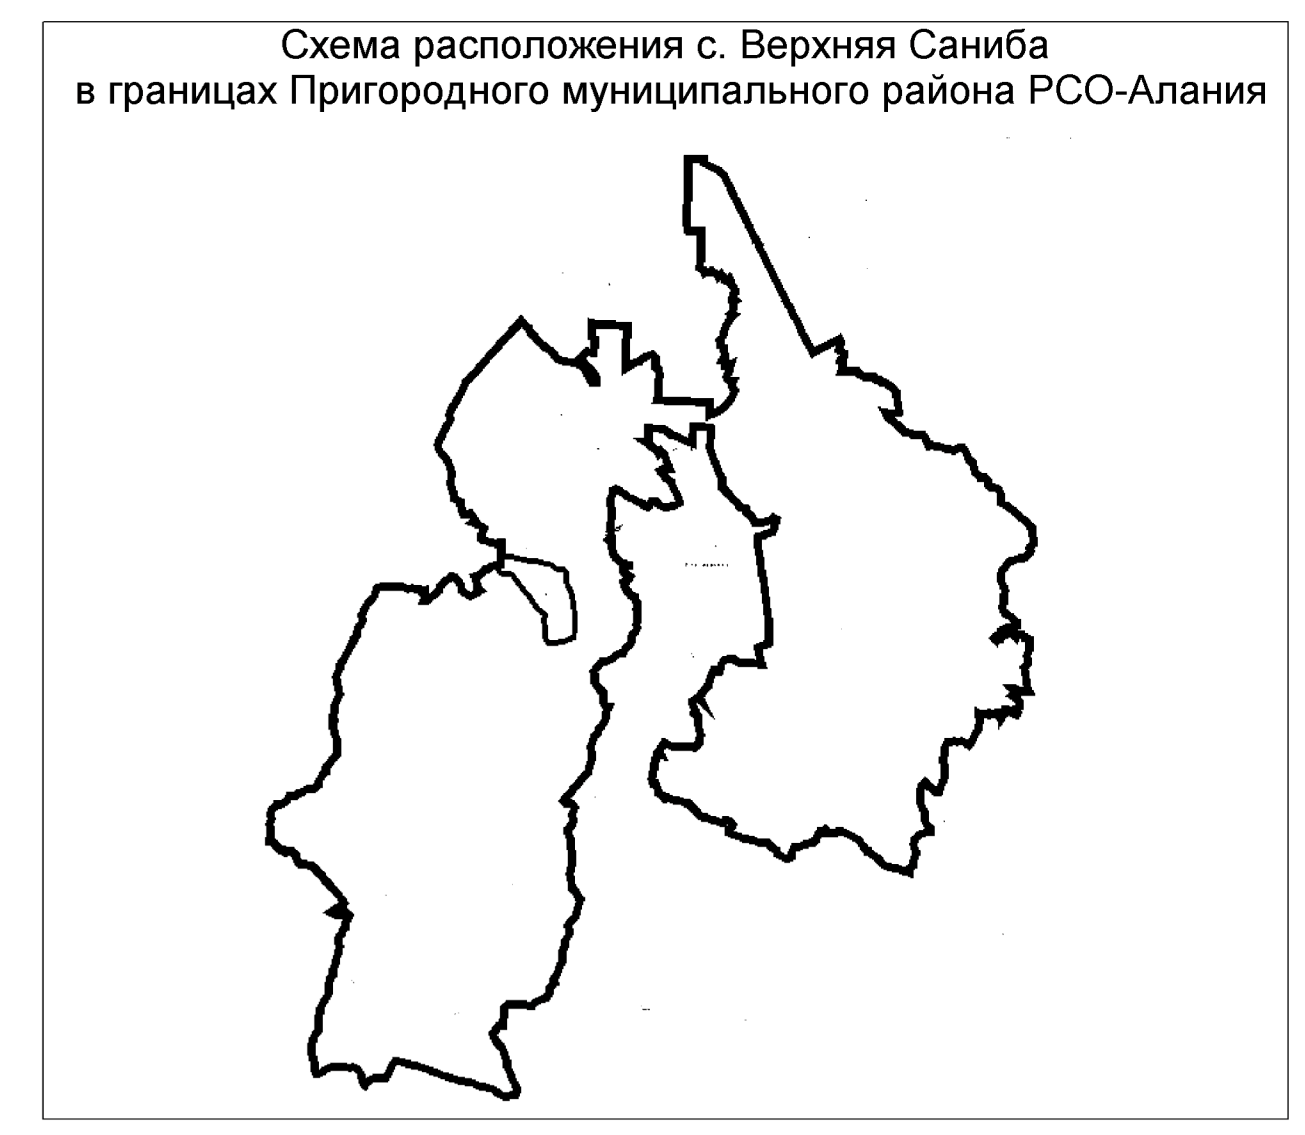 Схема расположения с. Верхняя Саниба
в границах Пригородного муниципального района РСО-Алания